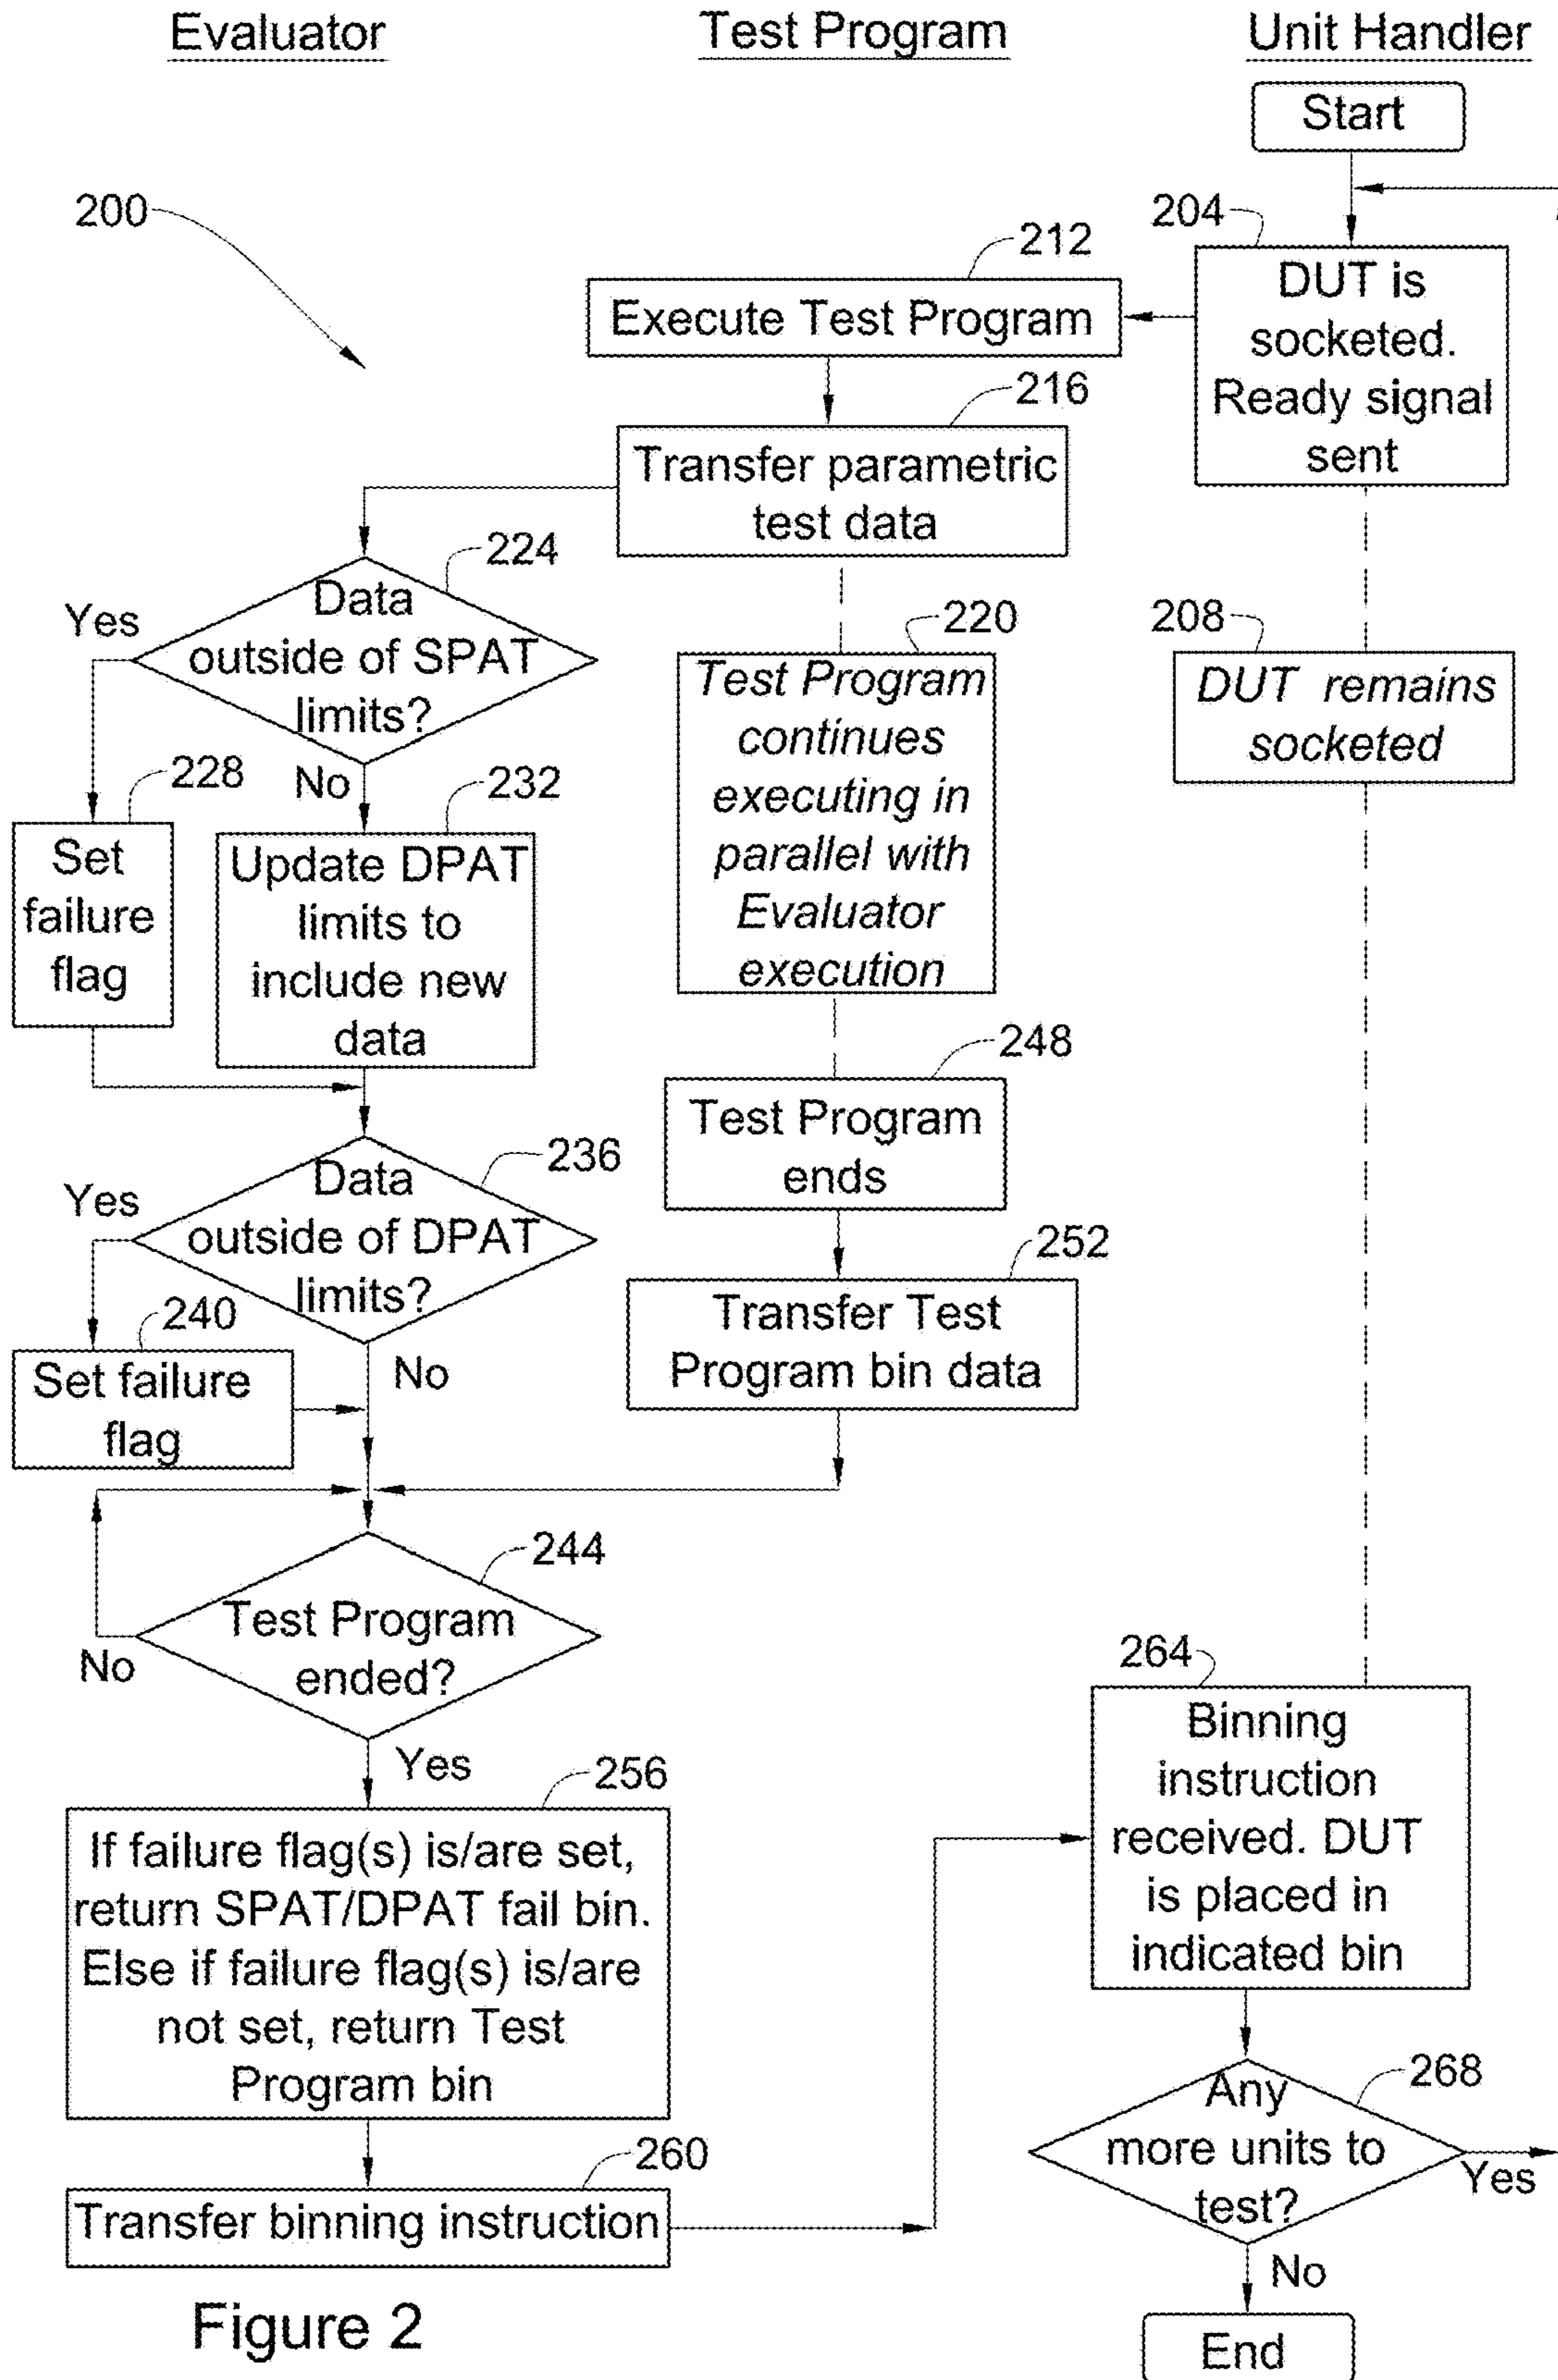 Evaluator
Test Program
Unit Handler
Start
200
212
204
Execute Test Program
DUT is
socketed.
Ready signal
sent
216
Transfer parametric
test data
224
Data
outside of SPAT
limits?
Yes
No
220
Test Program
continues
executing in
parallel with
Evaluator
execution
208
DUT remains
socketed
228
Set
failure
flag
232
Update DPAT
limits to
include new
data
248
Test Program
ends
236
Data
outside of DPAT
limits?
Yes
No
252
Transfer Test
Program bin data
240
Set failure
flag
244
Test Program
ended?
No
Yes
256
If failure flag(s) is/are set,
return SPAT/DPAT fail bin.
Else if failure flag(s) is/are
not set, return Test
Program bin
260
Transfer binning instruction
264
Binning
instruction
received. DUT
is placed in
indicated bin
268
Any
more units to
test?
Yes
No
End
Figure 2